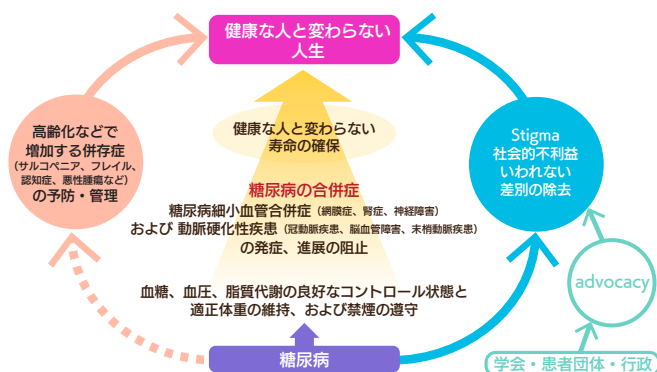 健康な人と変わらない
人生
高齢化などで
増加する併存症
（サルコペニア、フレイル、
認知症、悪性腫瘍など）
の予防・管理
健康な人と変わらない
寿命の確保
糖尿病の合併症
糖尿病細小血管合併症（網膜症、腎症、神経障害）
および 動脈硬化性疾患（冠動脈疾患、脳血管障害、末梢動脈疾患）
の発症、進展の阻止
血糖、血圧、脂質代謝の良好なコントロール状態と
適正体重の維持、および禁煙の遵守
糖尿病
Stigma
社会的不利益
いわれない
差別の除去
advocacy
学会・患者団体・行政